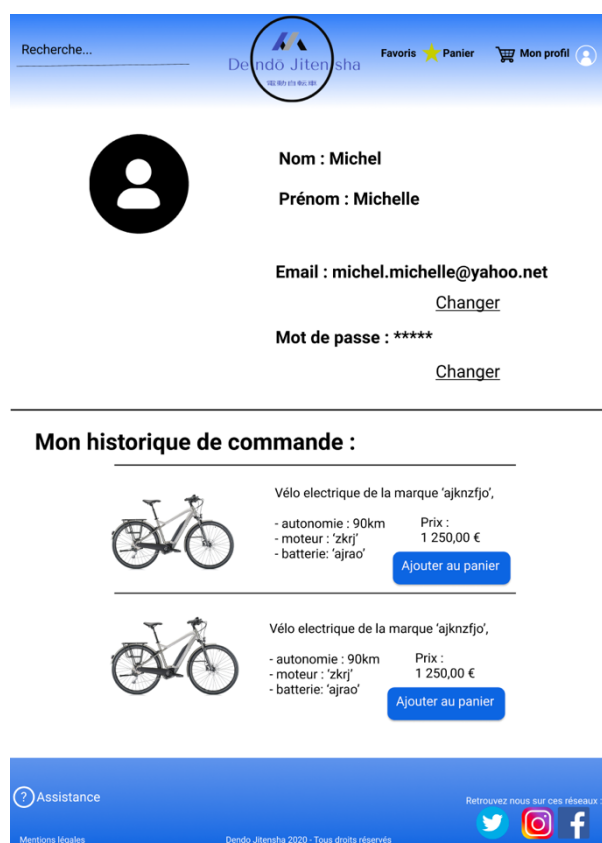 Recherche...
Dendō Jitensha
電動自転車
Favoris
Panier
Mon profil
Nom : Michel
Prénom : Michelle
Email : michel.michelle@yahoo.net
Changer
Mot de passe : *****
Changer
Mon historique de commande :
Vélo electrique de la marque ‘ajknzfjo’,
- autonomie : 90km
- moteur : ‘zkrj’
- batterie: ‘ajrao’
Prix :
1 250,00 €
Ajouter au panier
Vélo electrique de la marque ‘ajknzfjo’,
- autonomie : 90km
- moteur : ‘zkrj’
- batterie: ‘ajrao’
Prix :
1 250,00 €
Ajouter au panier
? Assistance
Retrouvez nous sur ces réseaux :
Mentions légales
Dendo Jitensha 2020 - Tous droits réservés